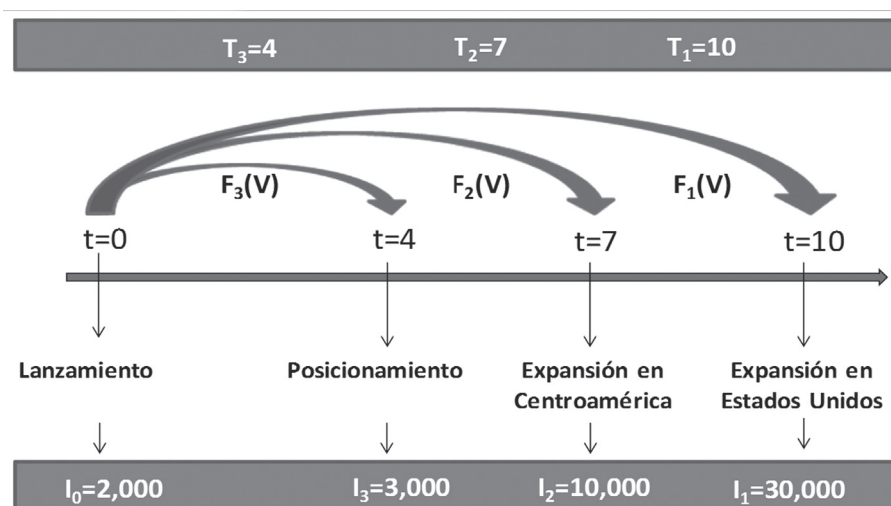 T₃=4 T₂=7 T₁=10
F₃(V) F₂(V) F₁(V)
t=0 t=4 t=7 t=10
Lanzamiento Posicionamiento Expansión en Expansión en
Centroamérica Estados Unidos
I₀=2,000 I₃=3,000 I₂=10,000 I₁=30,000